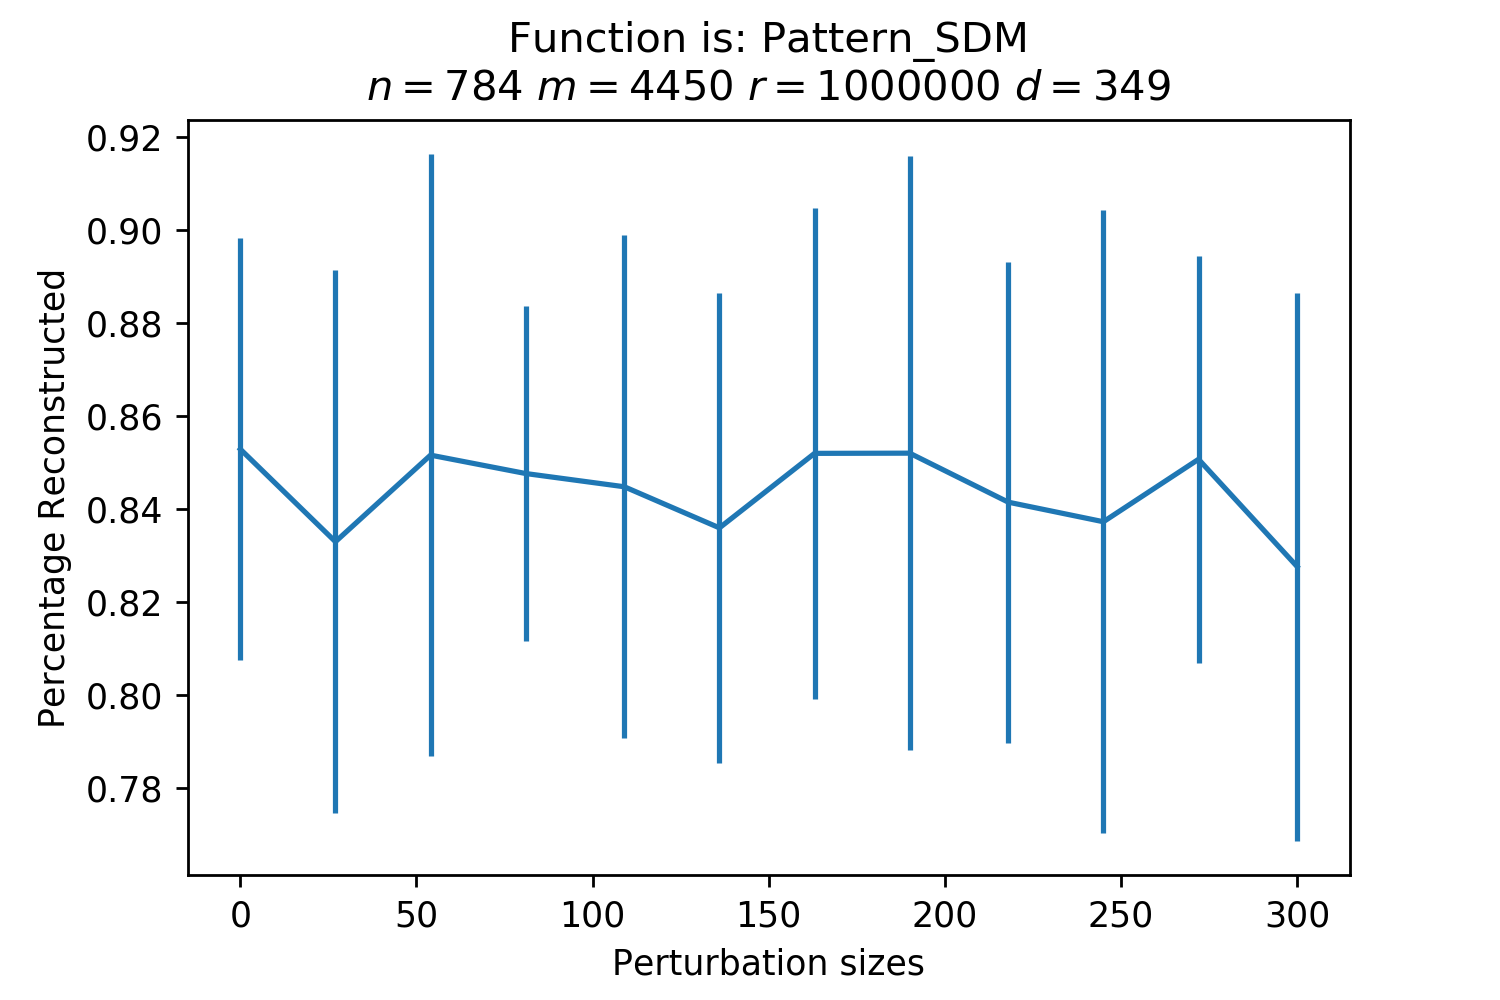 Function is: Pattern_SDM
n = 784 m = 4450 r = 1000000 d = 349
0.92
0.90
0.88
0.86
0.84
0.82
0.80
0.78
Percentage Reconstructed
0 50 100 150 200 250 300
Perturbation sizes